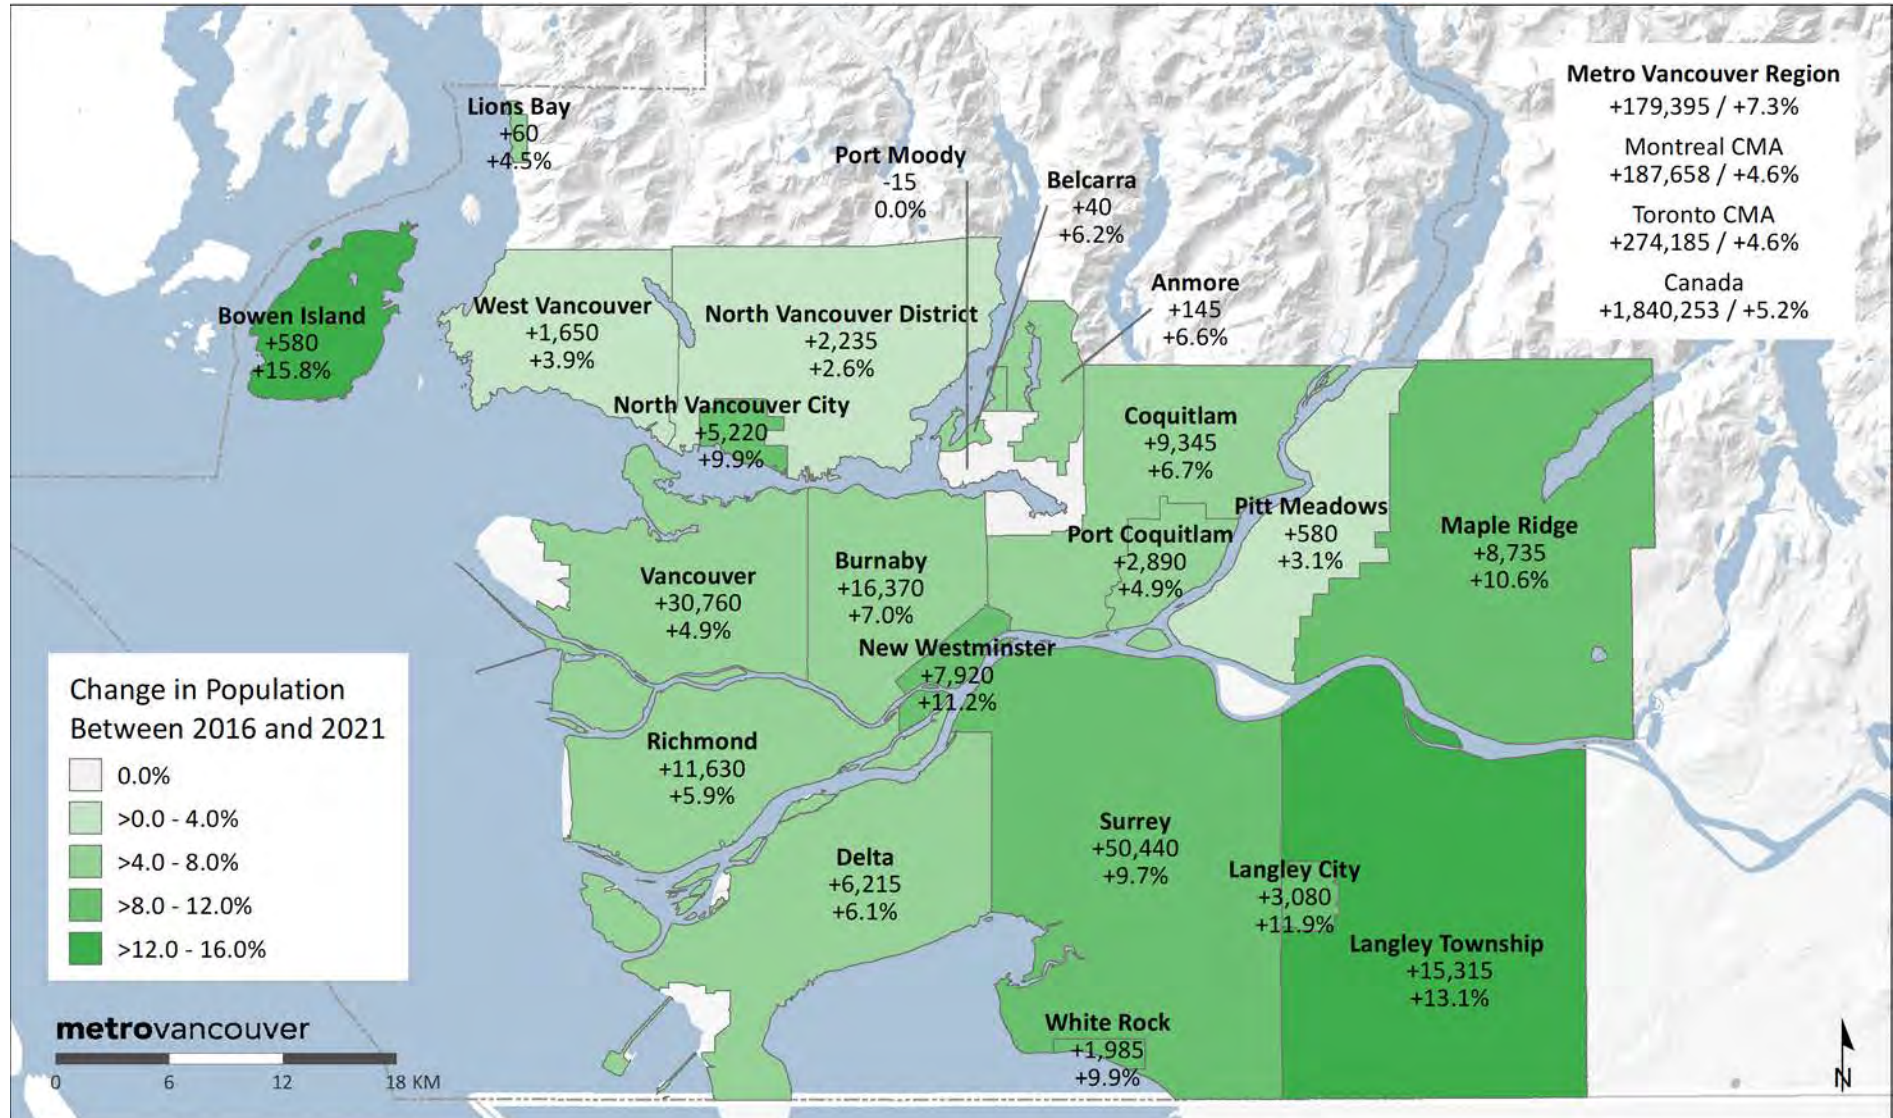 Metro Vancouver Region
+179,395 / +7.3%
Montreal CMA
+187,658 / +4.6%
Toronto CMA
+274,185 / +4.6%
Canada
+1,840,253 / +5.2%
Lions Bay
+60
+4.5%
Port Moody
-15
0.0%
Belcarra
+40
+6.2%
Anmore
+145
+6.6%
Bowen Island
+580
+15.8%
West Vancouver
+1,650
+3.9%
North Vancouver District
+2,235
+2.6%
North Vancouver City
+5,220
+9.9%
Coquitlam
+9,345
+6.7%
Pitt Meadows
+580
+3.1%
Maple Ridge
+8,735
+10.6%
Port Coquitlam
+2,890
+4.9%
Vancouver
+30,760
+4.9%
Burnaby
+16,370
+7.0%
New Westminster
+7,920
+11.2%
Richmond
+11,630
+5.9%
Delta
+6,215
+6.1%
Surrey
+50,440
+9.7%
Langley City
+3,080
+11.9%
Langley Township
+15,315
+13.1%
White Rock
+1,985
+9.9%
Change in Population
Between 2016 and 2021
0.0%
>0.0 - 4.0%
>4.0 - 8.0%
>8.0 - 12.0%
>12.0 - 16.0%
metrovancouver
0 6 12 18 KM
N